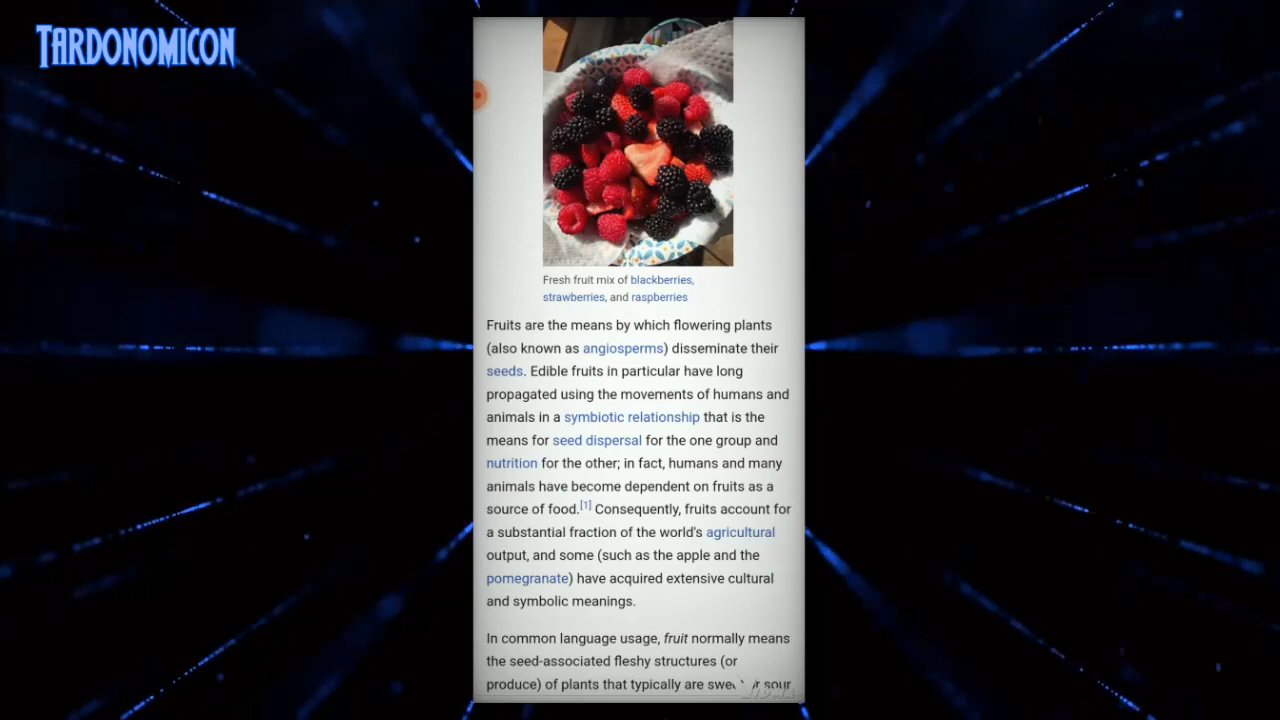 TARDONOMICON
Fresh fruit mix of blackberries,
strawberries, and raspberries
Fruits are the means by which flowering plants
(also known as angiosperms) disseminate their
seeds. Edible fruits in particular have long
propagated using the movements of humans and
animals in a symbiotic relationship that is the
means for seed dispersal for the one group and
nutrition for the other; in fact, humans and many
animals have become dependent on fruits as a
source of food.[1] Consequently, fruits account for
a substantial fraction of the world's agricultural
output, and some (such as the apple and the
pomegranate) have acquired extensive cultural
and symbolic meanings.
In common language usage, fruit normally means
the seed-associated fleshy structures (or
produce) of plants that typically are sour